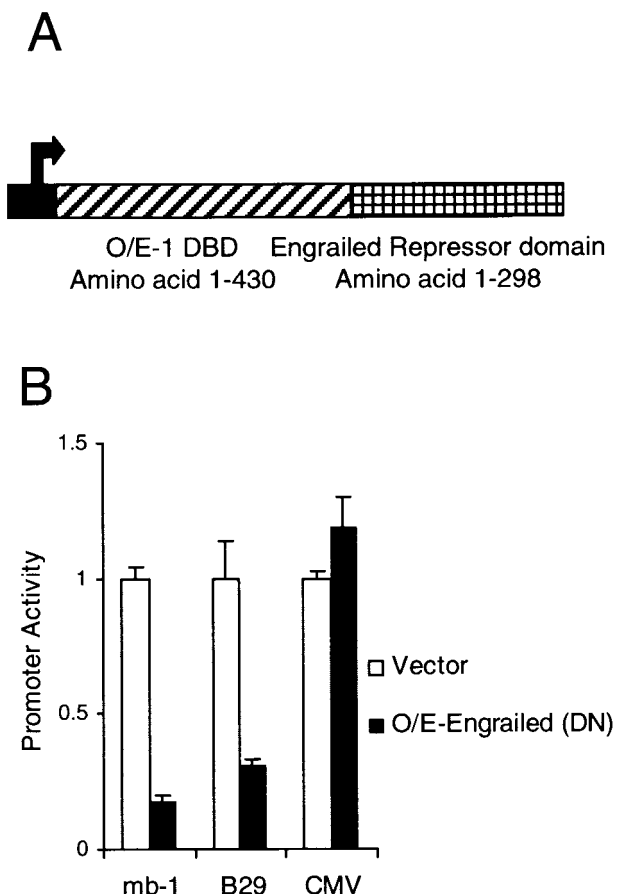 A
O/E-1 DBD Engrailed Repressor domain
Amino acid 1-430 Amino acid 1-298
B
1.5
1
0.5
0
Promoter Activity
Vector
O/E-Engrailed (DN)
mb-1 B29 CMV